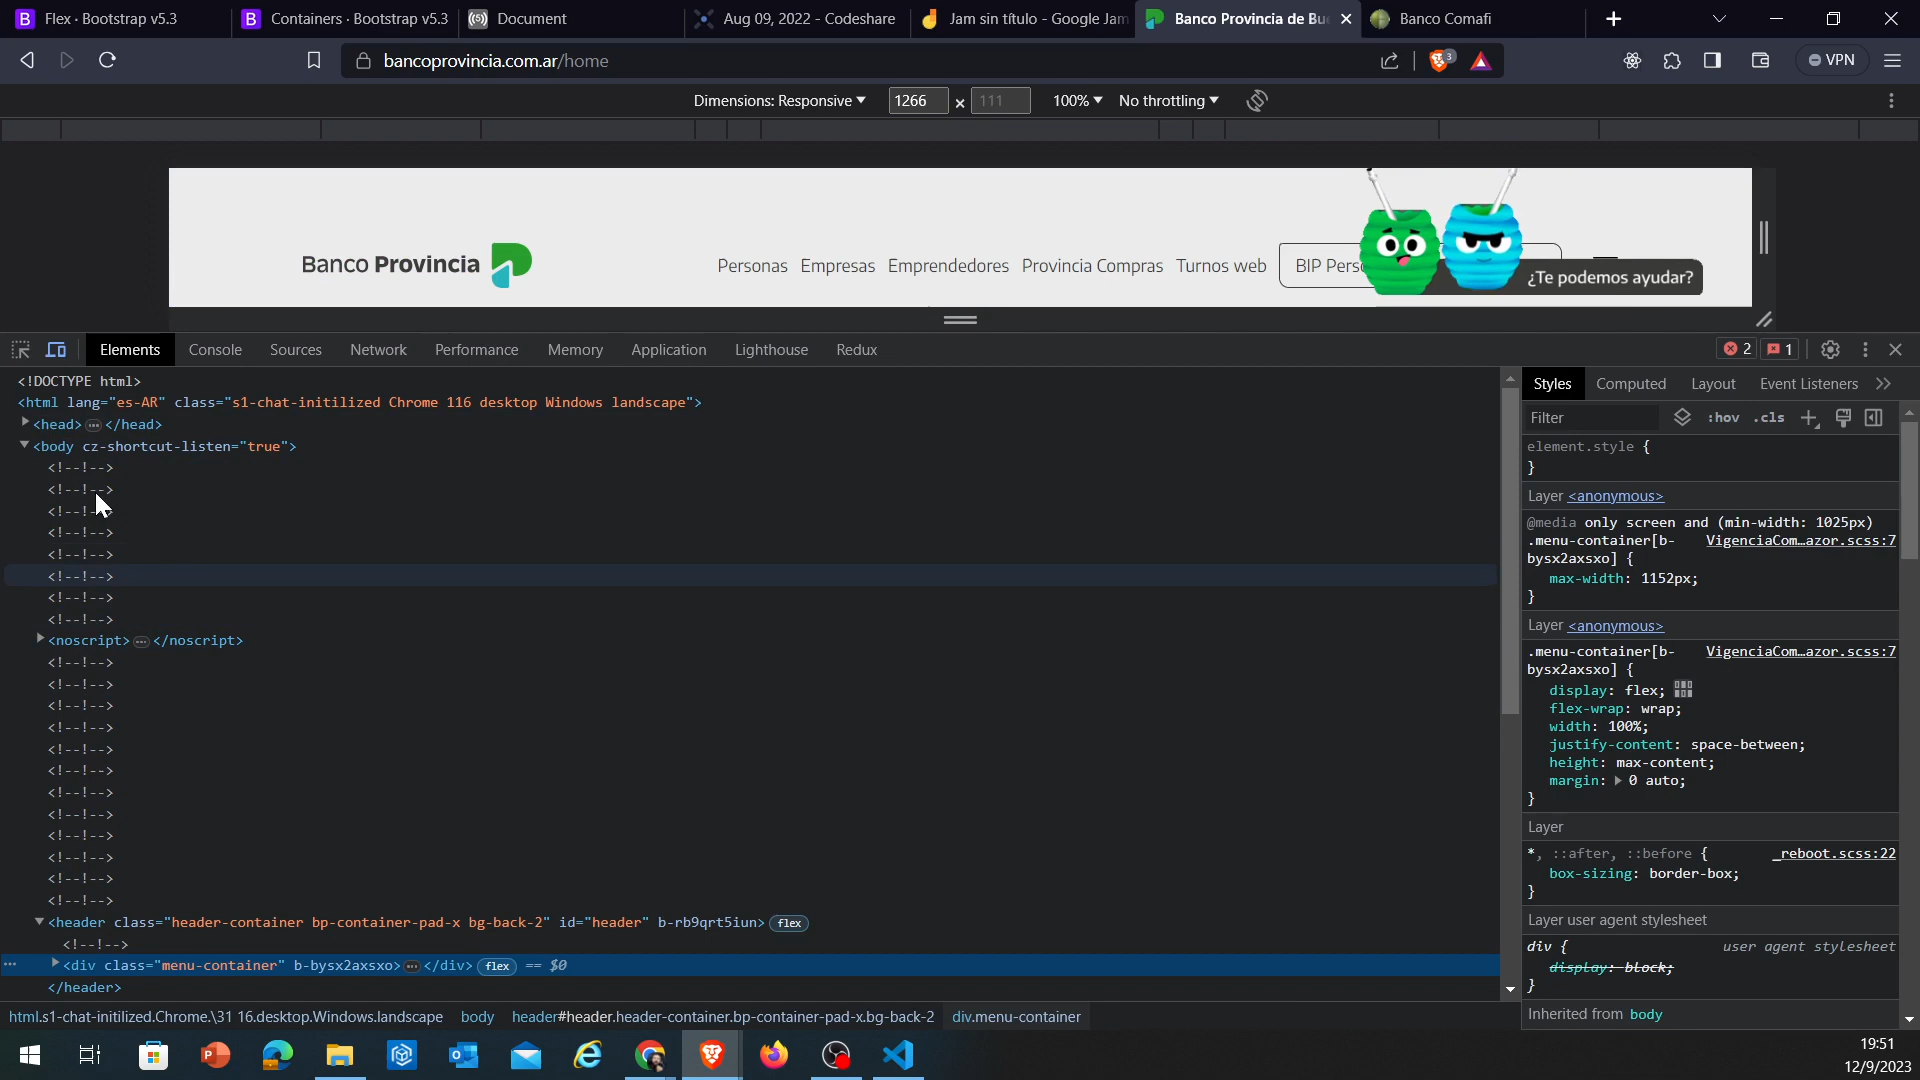 Flex · Bootstrap v5.3
Containers · Bootstrap v5.3
Document
Aug 09, 2022 - Codeshare
Jam sin título - Google Jam
Banco Provincia de Bu
Banco Comafi
bancoprovincia.com.ar/home
3
VPN
Dimensions: Responsive
1266
×
111
100%
No throttling
Banco Provincia
Personas
Empresas
Emprendedores
Provincia Compras
Turnos web
BIP Perso
¿Te podemos ayudar?
Elements
Console
Sources
Network
Performance
Memory
Application
Lighthouse
Redux
2
1
<!DOCTYPE html>
<html lang="es-AR" class="s1-chat-initilized Chrome 116 desktop Windows landscape">
<head> … </head>
<body cz-shortcut-listen="true">
<!--!-->
<!--!-->
<!--!-->
<!--!-->
<!--!-->
<!--!-->
<!--!-->
<!--!-->
<noscript> … </noscript>
<!--!-->
<!--!-->
<!--!-->
<!--!-->
<!--!-->
<!--!-->
<!--!-->
<!--!-->
<!--!-->
<!--!-->
<!--!-->
<!--!-->
<header class="header-container bp-container-pad-x bg-back-2" id="header" b-rb9qrt5iun> flex
<!--!-->
<div class="menu-container" b-bysx2axsxo> … </div> flex == $0
</header>
html.s1-chat-initilized.Chrome.\31 16.desktop.Windows.landscape
body
header#header.header-container.bp-container-pad-x.bg-back-2
div.menu-container
Styles
Computed
Layout
Event Listeners
Filter
:hov
.cls
element.style {
}
Layer <anonymous>
@media only screen and (min-width: 1025px)
.menu-container[b- VigenciaCom…azor.scss:7
bysx2axsxo] {
max-width: 1152px;
}
Layer <anonymous>
.menu-container[b- VigenciaCom…azor.scss:7
bysx2axsxo] {
display: flex;
flex-wrap: wrap;
width: 100%;
justify-content: space-between;
height: max-content;
margin: 0 auto;
}
Layer
*, ::after, ::before { _reboot.scss:22
box-sizing: border-box;
}
Layer user agent stylesheet
div { user agent stylesheet
display: block;
}
Inherited from body
19:51
12/9/2023